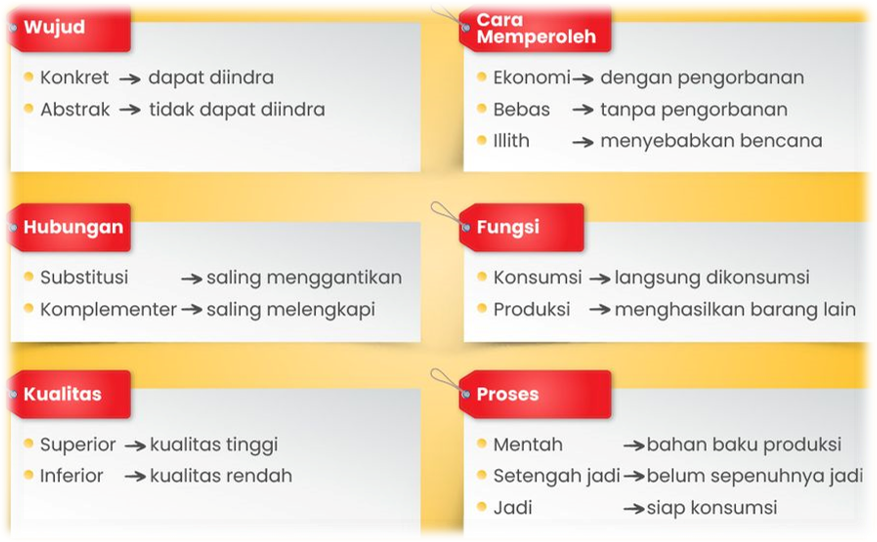 Wujud
Konkret → dapat diindra
Abstrak → tidak dapat diindra
Cara
Memperoleh
Ekonomi → dengan pengorbanan
Bebas → tanpa pengorbanan
Illith → menyebabkan bencana
Hubungan
Substitusi → saling menggantikan
Komplementer → saling melengkapi
Fungsi
Konsumsi → langsung dikonsumsi
Produksi → menghasilkan barang lain
Kualitas
Superior → kualitas tinggi
Inferior → kualitas rendah
Proses
Mentah → bahan baku produksi
Setengah jadi → belum sepenuhnya jadi
Jadi → siap konsumsi